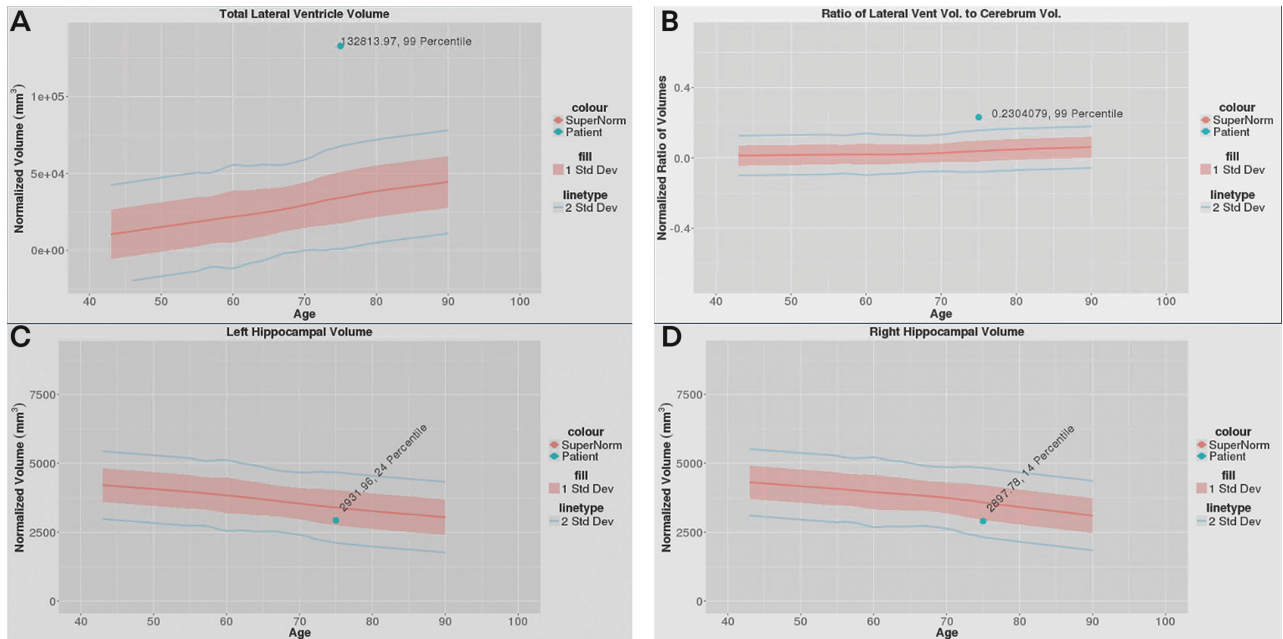 A
Total Lateral Ventricle Volume
132813.97, 99 Percentile
Normalized Volume (mm³)
1e+05
5e+04
0e+00
40 50 60 70 80 90 100
Age
colour
SuperNorm
Patient
fill
1 Std Dev
linetype
2 Std Dev
B
Ratio of Lateral Vent Vol. to Cerebrum Vol.
0.2304079, 99 Percentile
Normalized Ratio of Volumes
0.4
0.0
-0.4
40 50 60 70 80 90 100
Age
colour
SuperNorm
Patient
fill
1 Std Dev
linetype
2 Std Dev
C
Left Hippocampal Volume
2931.96, 24 Percentile
Normalized Volume (mm³)
7500
5000
2500
0
40 50 60 70 80 90 100
Age
colour
SuperNorm
Patient
fill
1 Std Dev
linetype
2 Std Dev
D
Right Hippocampal Volume
2897.78, 14 Percentile
Normalized Volume (mm³)
7500
5000
2500
0
40 50 60 70 80 90 100
Age
colour
SuperNorm
Patient
fill
1 Std Dev
linetype
2 Std Dev